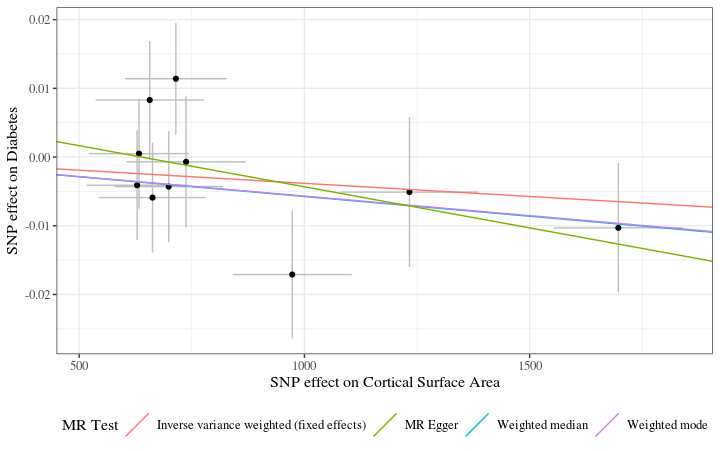 0.02
0.01
0.00
-0.01
-0.02
SNP effect on Diabetes
500
1000
1500
SNP effect on Cortical Surface Area
MR Test
Inverse variance weighted (fixed effects)
MR Egger
Weighted median
Weighted mode